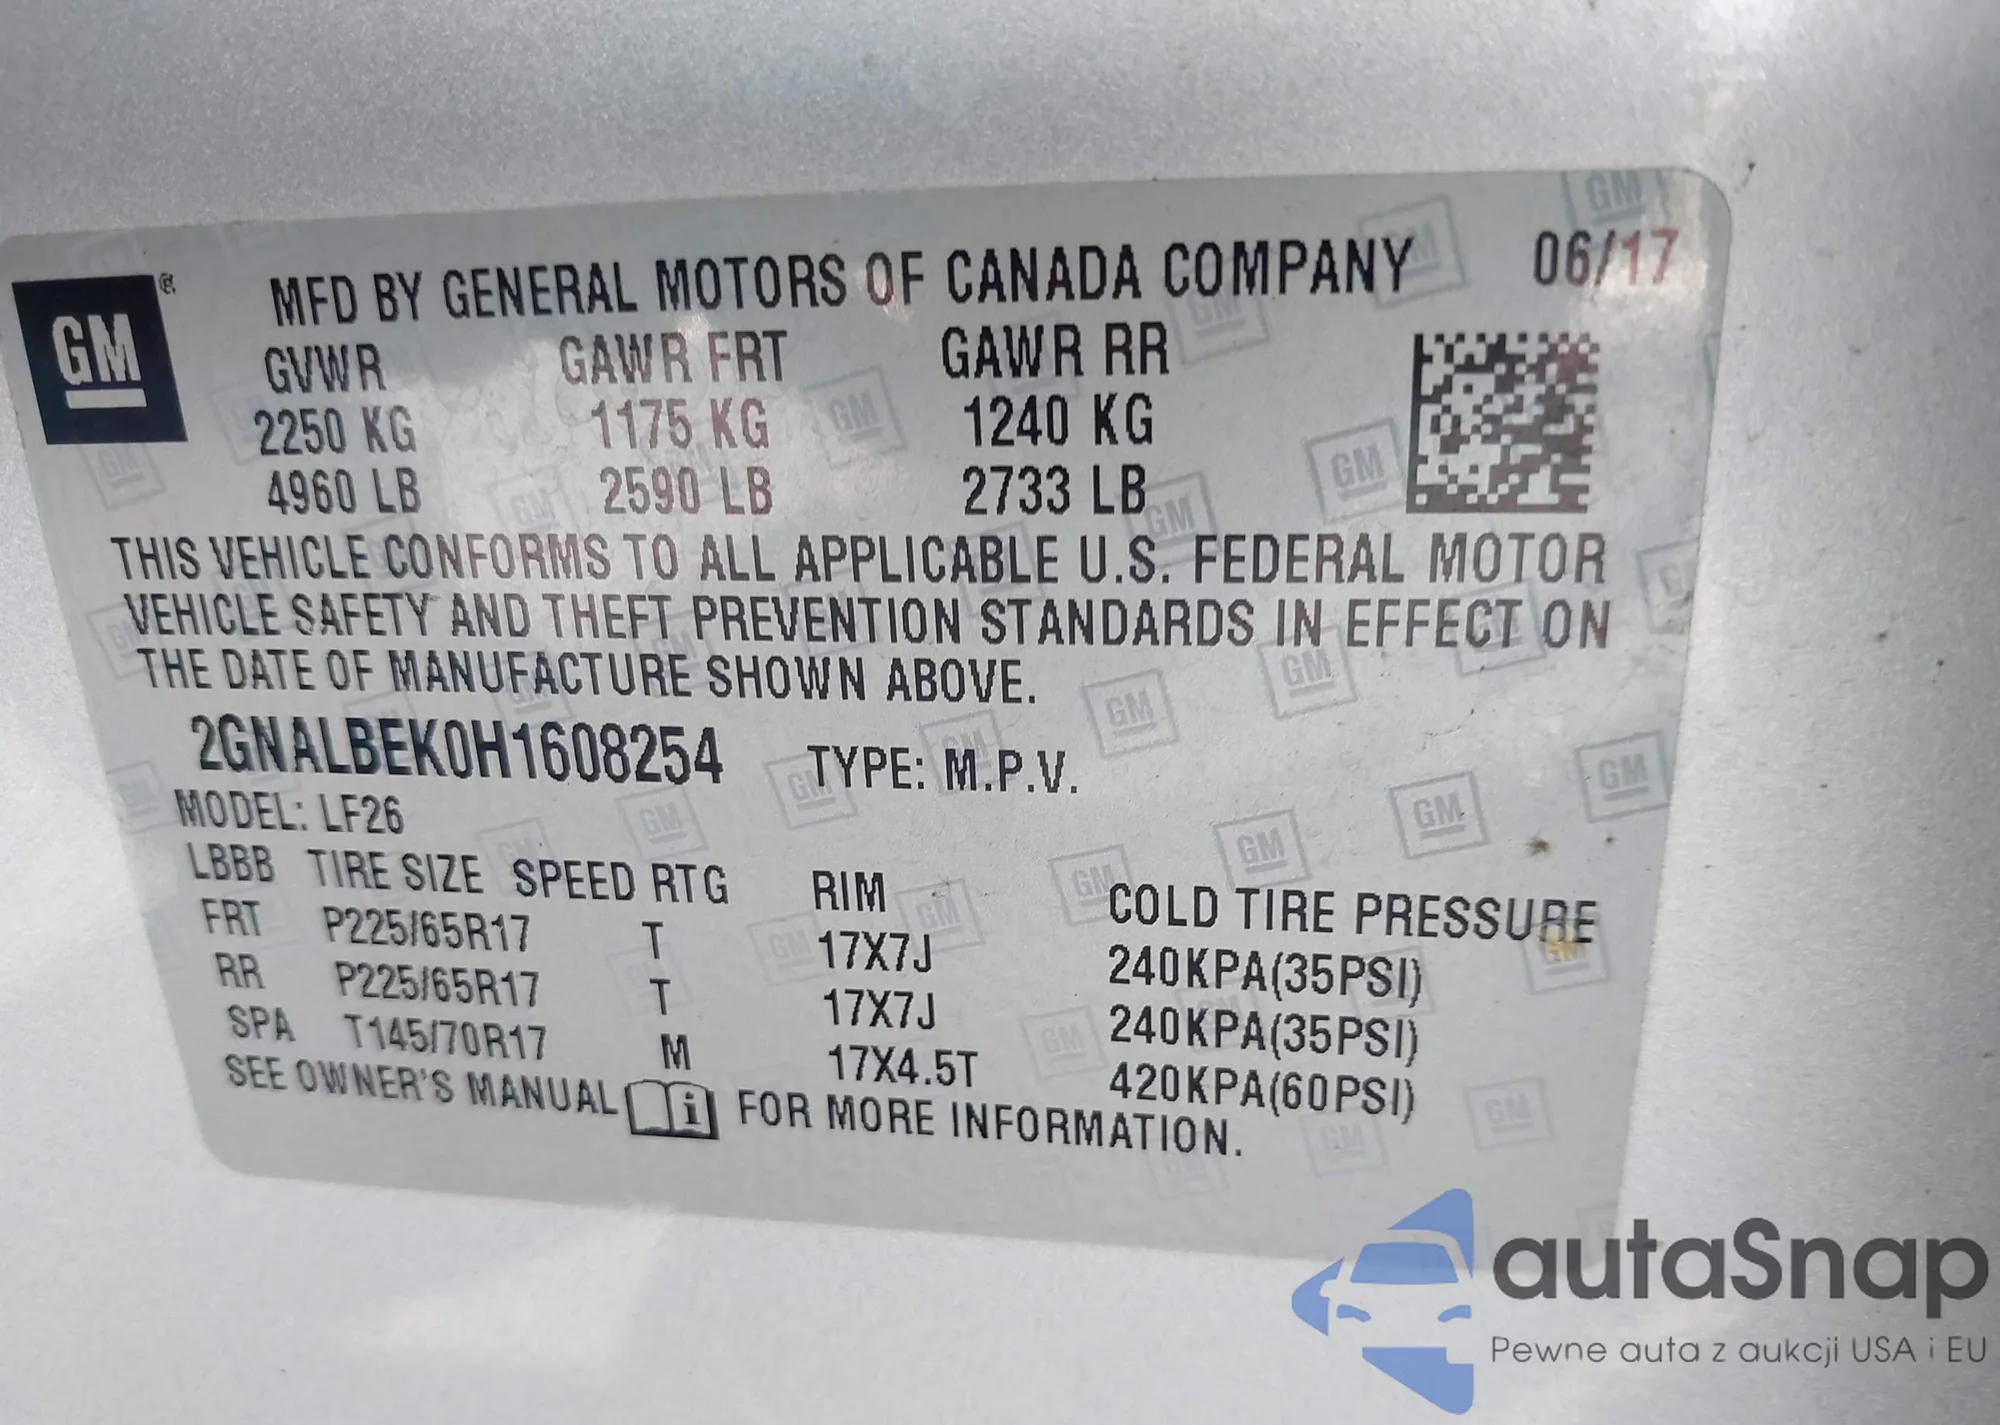 GM ®
MFD BY GENERAL MOTORS OF CANADA COMPANY 06/17
GVWR GAWR FRT GAWR RR
2250 KG 1175 KG 1240 KG
4960 LB 2590 LB 2733 LB
THIS VEHICLE CONFORMS TO ALL APPLICABLE U.S. FEDERAL MOTOR
VEHICLE SAFETY AND THEFT PREVENTION STANDARDS IN EFFECT ON
THE DATE OF MANUFACTURE SHOWN ABOVE.
2GNALBEK0H1608254 TYPE: M.P.V.
MODEL: LF26
LBBB TIRE SIZE SPEED RTG RIM COLD TIRE PRESSURE
FRT P225/65R17 T 17X7J 240KPA(35PSI)
RR P225/65R17 T 17X7J 240KPA(35PSI)
SPA T145/70R17 M 17X4.5T 420KPA(60PSI)
SEE OWNER'S MANUAL i FOR MORE INFORMATION.
autaSnap
Pewne auta z aukcji USA i EU